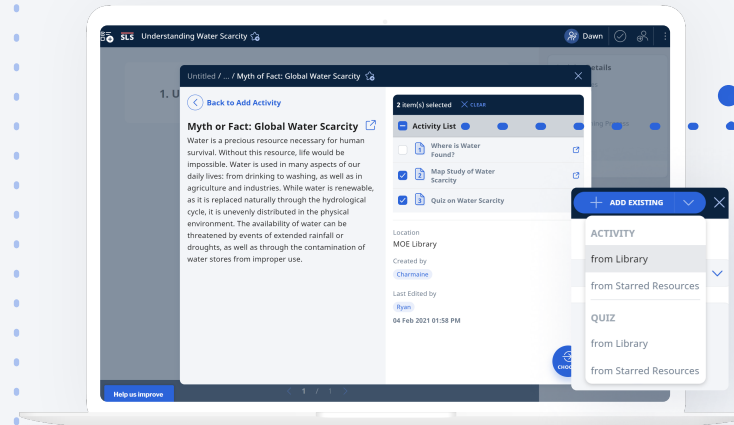 SLS Understanding Water Scarcity
Dawn
1. U
Untitled / ... / Myth of Fact: Global Water Scarcity
Back to Add Activity
Myth or Fact: Global Water Scarcity
Water is a precious resource necessary for human
survival. Without this resource, life would be
impossible. Water is used in many aspects of our
daily lives: from drinking to washing, as well as in
agriculture and industries. While water is renewable,
as it is replaced naturally through the hydrological
cycle, it is unevenly distributed in the physical
environment. The availability of water can be
threatened by events of extended rainfall or
droughts, as well as through the contamination of
water stores from improper use.
2 item(s) selected
CLEAR
Activity List
1 Where is Water
Found?
2 Map Study of Water
Scarcity
3 Quiz on Water Scarcity
Location
MOE Library
Created by
Charmaine
Last Edited by
Ryan
04 Feb 2021 01:58 PM
ADD EXISTING
ACTIVITY
from Library
from Starred Resources
QUIZ
from Library
from Starred Resources
Help us improve
1 / 1